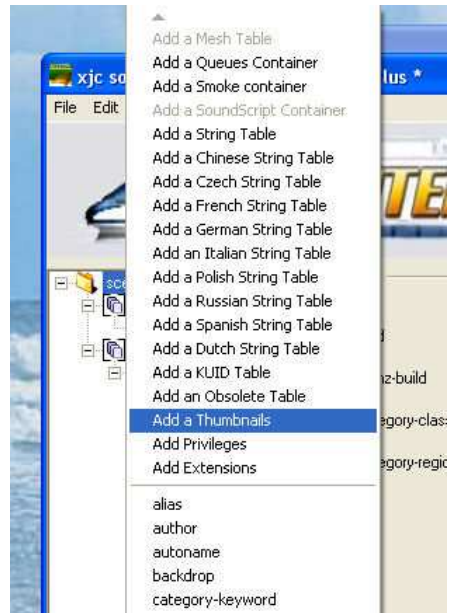 Add a Mesh Table
Add a Queues Container
xjc
lus *
Add a Smoke container
File Edit
Add a SoundScript Container
Add a String Table
Add a Chinese String Table
Add a Czech String Table
Add a French String Table
Add a German String Table
Add an Italian String Table
Add a Polish String Table
Add a Russian String Table
Add a Spanish String Table
Add a Dutch String Table
Add a KUID Table
nz-build
Add an Obsolete Table
Add a Thumbnails
egory-clas
Add Privileges
Add Extensions
egory-regio
alias
author
autoname
backdrop
category-keyword